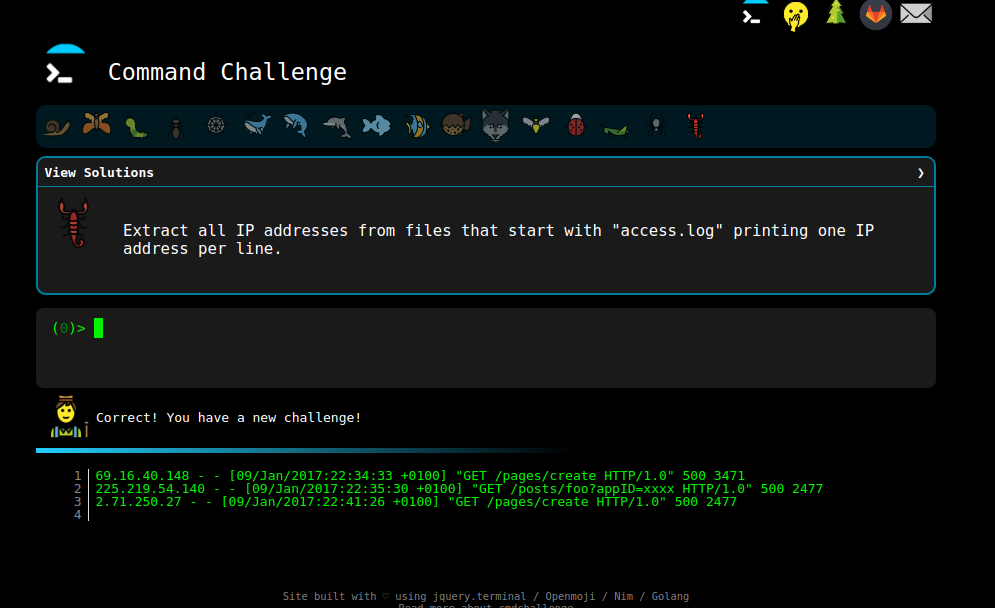 Command Challenge
View Solutions ❯
Extract all IP addresses from files that start with "access.log" printing one IP
address per line.
(0)>
Correct! You have a new challenge!
1 69.16.40.148 - - [09/Jan/2017:22:34:33 +0100] "GET /pages/create HTTP/1.0" 500 3471
2 225.219.54.140 - - [09/Jan/2017:22:35:30 +0100] "GET /posts/foo?appID=xxxx HTTP/1.0" 500 2477
3 2.71.250.27 - - [09/Jan/2017:22:41:26 +0100] "GET /pages/create HTTP/1.0" 500 2477
4
Site built with ♡ using jquery.terminal / Openmoji / Nim / Golang
Read more about cmdchallenge